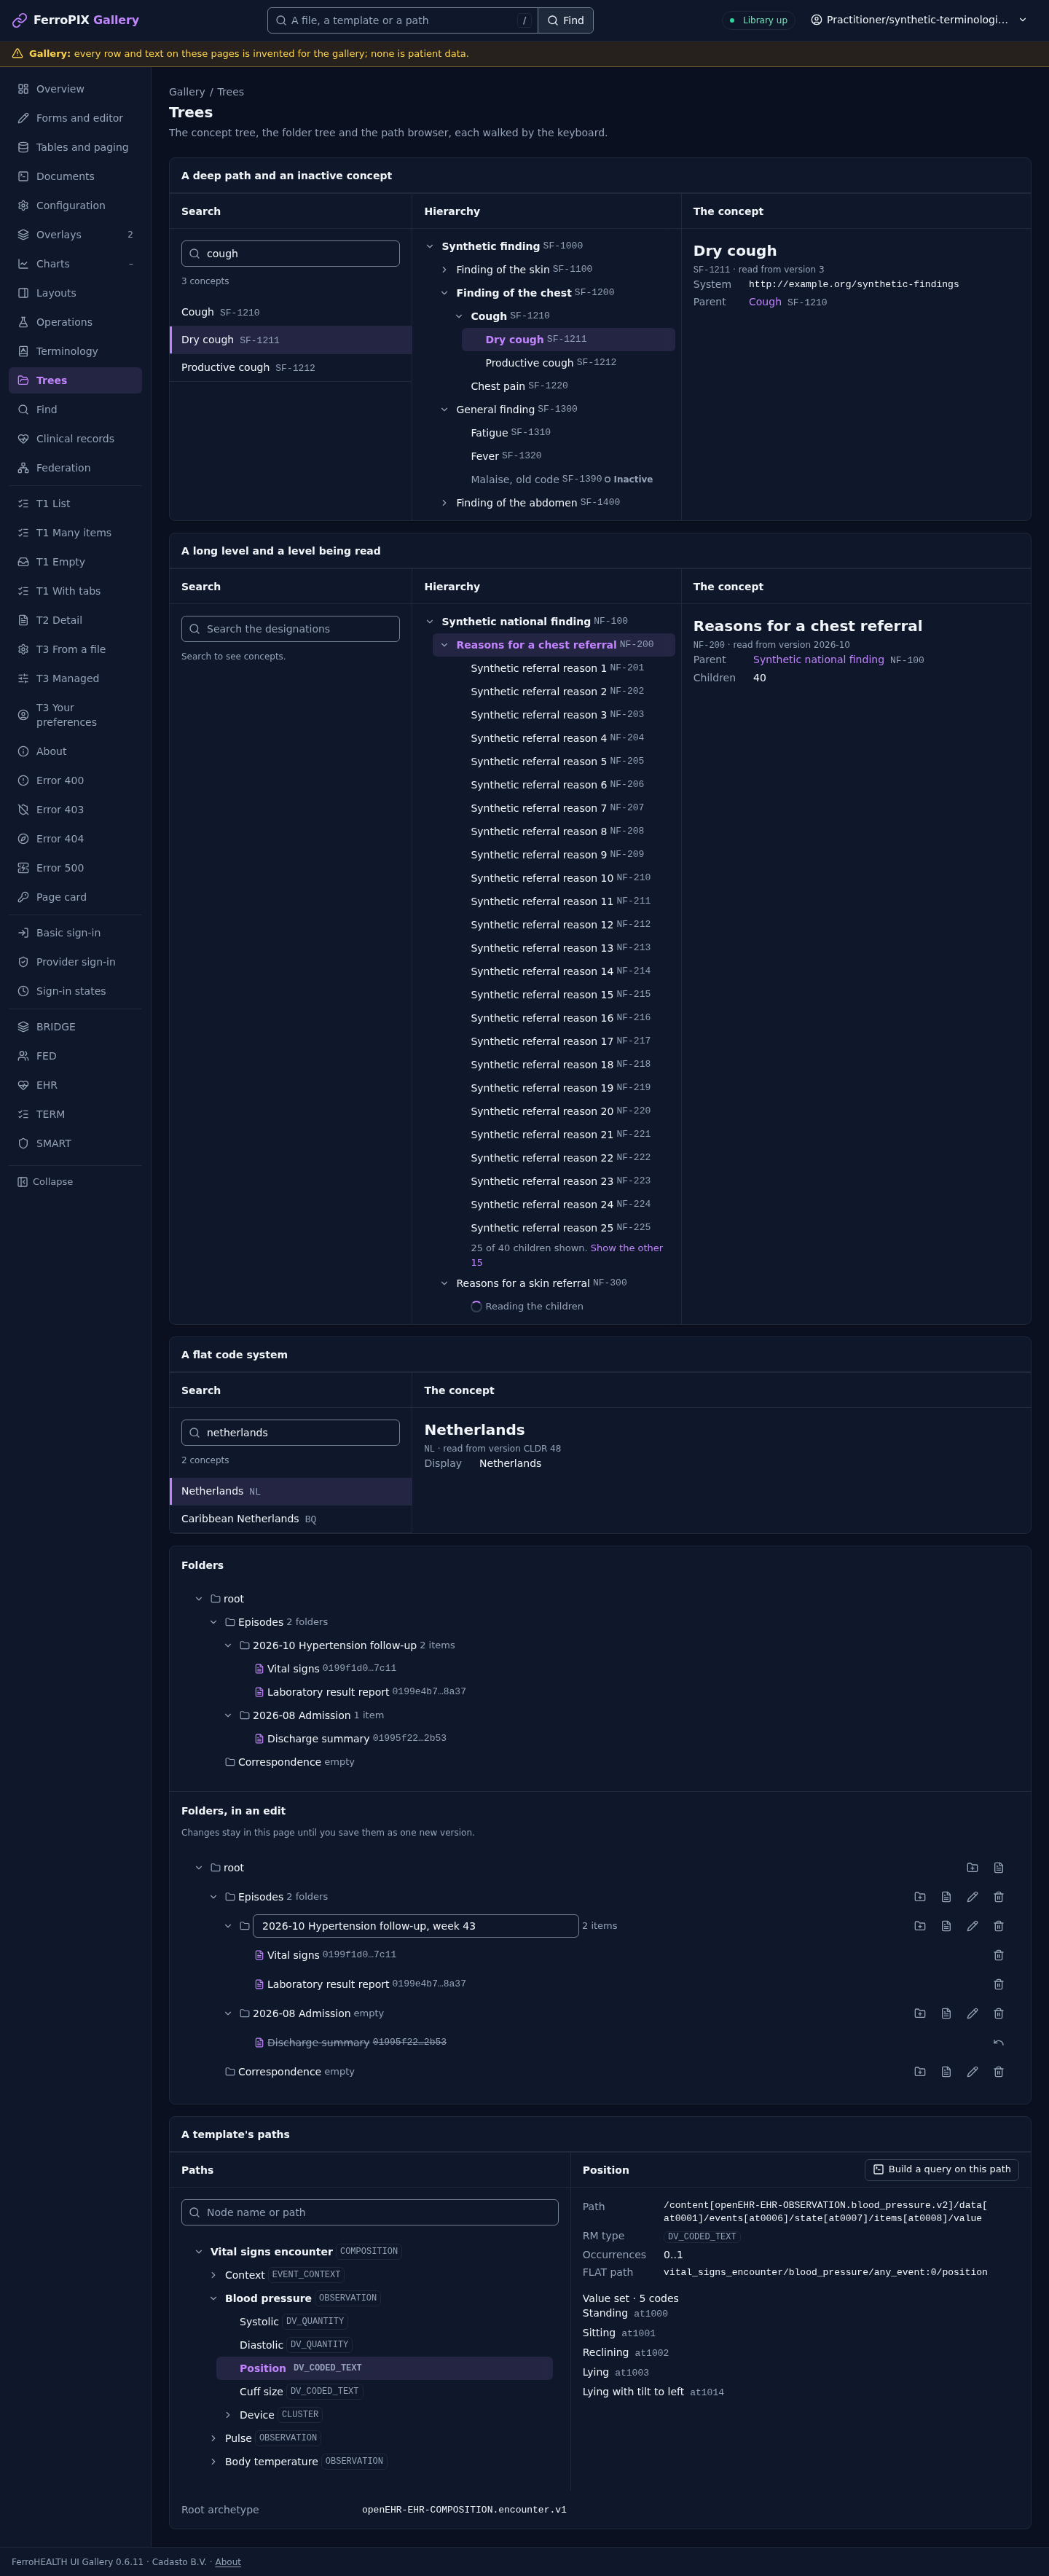 FerroPIX Gallery
A file, a template or a path
/
Find
Library up
Practitioner/synthetic-terminologi…
Gallery: every row and text on these pages is invented for the gallery; none is patient data.
Overview
Forms and editor
Tables and paging
Documents
Configuration
Overlays 2
Charts -
Layouts
Operations
Terminology
Trees
Find
Clinical records
Federation
T1 List
T1 Many items
T1 Empty
T1 With tabs
T2 Detail
T3 From a file
T3 Managed
T3 Your
preferences
About
Error 400
Error 403
Error 404
Error 500
Page card
Basic sign-in
Provider sign-in
Sign-in states
BRIDGE
FED
EHR
TERM
SMART
Collapse
Gallery / Trees
Trees
The concept tree, the folder tree and the path browser, each walked by the keyboard.
A deep path and an inactive concept
Search
cough
3 concepts
Cough SF-1210
Dry cough SF-1211
Productive cough SF-1212
Hierarchy
Synthetic finding SF-1000
Finding of the skin SF-1100
Finding of the chest SF-1200
Cough SF-1210
Dry cough SF-1211
Productive cough SF-1212
Chest pain SF-1220
General finding SF-1300
Fatigue SF-1310
Fever SF-1320
Malaise, old code SF-1390 Inactive
Finding of the abdomen SF-1400
The concept
Dry cough
SF-1211 · read from version 3
System http://example.org/synthetic-findings
Parent Cough SF-1210
A long level and a level being read
Search
Search the designations
Search to see concepts.
Hierarchy
Synthetic national finding NF-100
Reasons for a chest referral NF-200
Synthetic referral reason 1 NF-201
Synthetic referral reason 2 NF-202
Synthetic referral reason 3 NF-203
Synthetic referral reason 4 NF-204
Synthetic referral reason 5 NF-205
Synthetic referral reason 6 NF-206
Synthetic referral reason 7 NF-207
Synthetic referral reason 8 NF-208
Synthetic referral reason 9 NF-209
Synthetic referral reason 10 NF-210
Synthetic referral reason 11 NF-211
Synthetic referral reason 12 NF-212
Synthetic referral reason 13 NF-213
Synthetic referral reason 14 NF-214
Synthetic referral reason 15 NF-215
Synthetic referral reason 16 NF-216
Synthetic referral reason 17 NF-217
Synthetic referral reason 18 NF-218
Synthetic referral reason 19 NF-219
Synthetic referral reason 20 NF-220
Synthetic referral reason 21 NF-221
Synthetic referral reason 22 NF-222
Synthetic referral reason 23 NF-223
Synthetic referral reason 24 NF-224
Synthetic referral reason 25 NF-225
25 of 40 children shown. Show the other
15
Reasons for a skin referral NF-300
Reading the children
The concept
Reasons for a chest referral
NF-200 · read from version 2026-10
Parent Synthetic national finding NF-100
Children 40
A flat code system
Search
netherlands
2 concepts
Netherlands NL
Caribbean Netherlands BQ
The concept
Netherlands
NL · read from version CLDR 48
Display Netherlands
Folders
root
Episodes 2 folders
2026-10 Hypertension follow-up 2 items
Vital signs 0199f1d0…7c11
Laboratory result report 0199e4b7…8a37
2026-08 Admission 1 item
Discharge summary 01995f22…2b53
Correspondence empty
Folders, in an edit
Changes stay in this page until you save them as one new version.
root
Episodes 2 folders
2026-10 Hypertension follow-up, week 43 2 items
Vital signs 0199f1d0…7c11
Laboratory result report 0199e4b7…8a37
2026-08 Admission empty
Discharge summary 01995f22…2b53
Correspondence empty
A template's paths
Paths
Node name or path
Vital signs encounter COMPOSITION
Context EVENT_CONTEXT
Blood pressure OBSERVATION
Systolic DV_QUANTITY
Diastolic DV_QUANTITY
Position DV_CODED_TEXT
Cuff size DV_CODED_TEXT
Device CLUSTER
Pulse OBSERVATION
Body temperature OBSERVATION
Position
Build a query on this path
Path /content[openEHR-EHR-OBSERVATION.blood_pressure.v2]/data[
at0001]/events[at0006]/state[at0007]/items[at0008]/value
RM type DV_CODED_TEXT
Occurrences 0..1
FLAT path vital_signs_encounter/blood_pressure/any_event:0/position
Value set · 5 codes
Standing at1000
Sitting at1001
Reclining at1002
Lying at1003
Lying with tilt to left at1014
Root archetype openEHR-EHR-COMPOSITION.encounter.v1
FerroHEALTH UI Gallery 0.6.11 · Cadasto B.V. · About